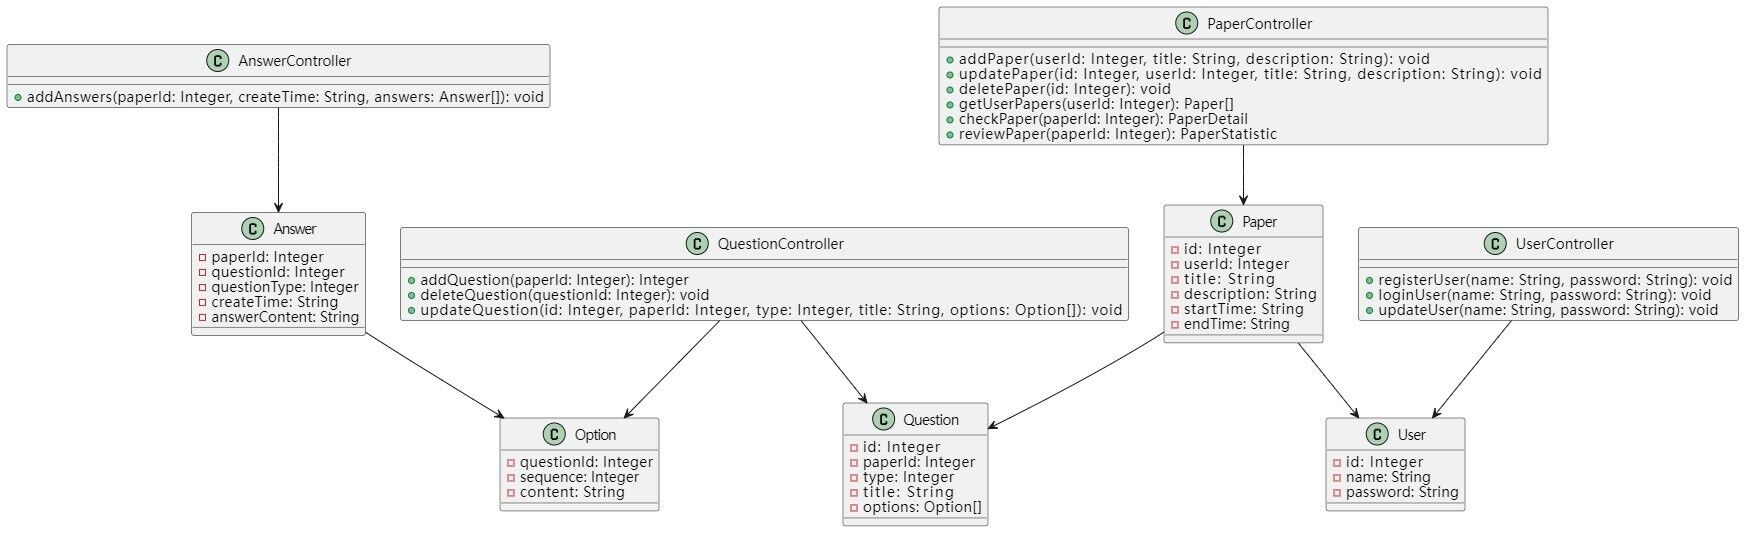 C AnswerController
addAnswers(paperId: Integer, createTime: String, answers: Answer[]): void
C PaperController
addPaper(userId: Integer, title: String, description: String): void
updatePaper(id: Integer, userId: Integer, title: String, description: String): void
deletePaper(id: Integer): void
getUserPapers(userId: Integer): Paper[]
checkPaper(paperId: Integer): PaperDetail
reviewPaper(paperId: Integer): PaperStatistic
C Answer
paperId: Integer
questionId: Integer
questionType: Integer
createTime: String
answerContent: String
C QuestionController
addQuestion(paperId: Integer): Integer
deleteQuestion(questionId: Integer): void
updateQuestion(id: Integer, paperId: Integer, type: Integer, title: String, options: Option[]): void
C Paper
id: Integer
userId: Integer
title: String
description: String
startTime: String
endTime: String
C UserController
registerUser(name: String, password: String): void
loginUser(name: String, password: String): void
updateUser(name: String, password: String): void
C Option
questionId: Integer
sequence: Integer
content: String
C Question
id: Integer
paperId: Integer
type: Integer
title: String
options: Option[]
C User
id: Integer
name: String
password: String